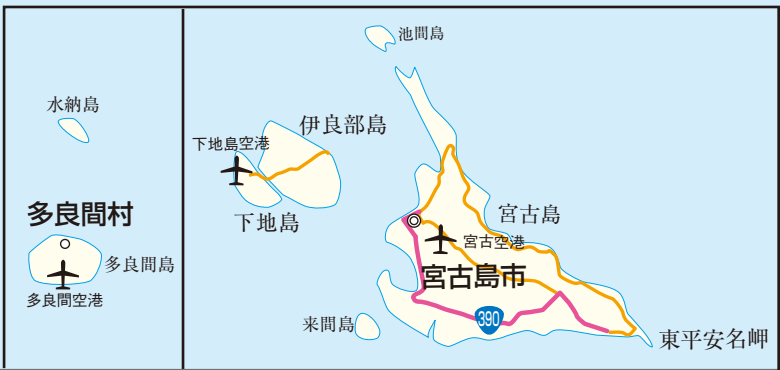 水納島
多良間村
多良間島
多良間空港
池間島
伊良部島
下地島空港
下地島
宮古島
宮古空港
宮古島市
390
来間島
東平安名岬